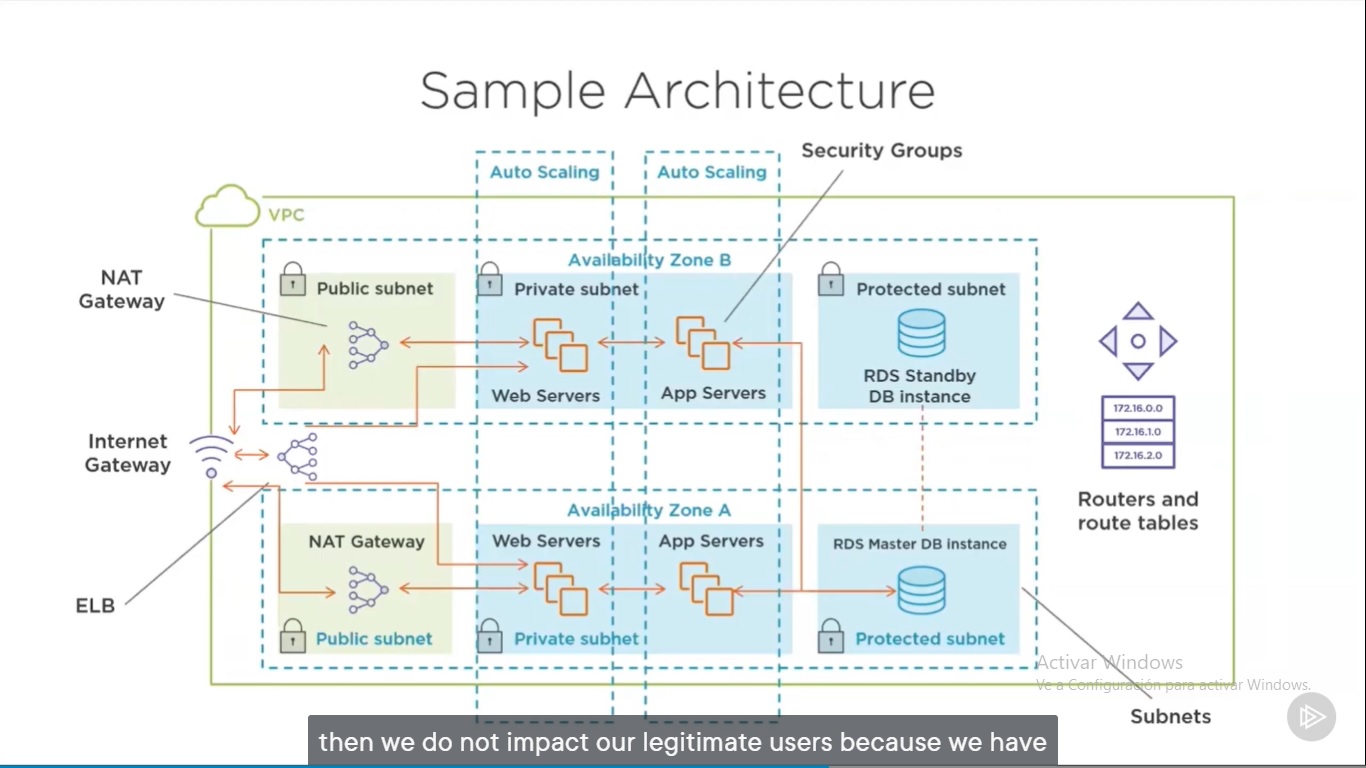 Sample Architecture
Security Groups
Auto Scaling
Auto Scaling
VPC
Availability Zone B
NAT
Gateway
Public subnet
Private subnet
Protected subnet
RDS Standby
DB instance
Web Servers
App Servers
172.16.0.0
172.16.1.0
172.16.2.0
Internet
Gateway
Routers and
route tables
Availability Zone A
NAT Gateway
Web Servers
App Servers
RDS Master DB instance
ELB
Public subnet
Private subnet
Protected subnet
Activar Windows
Ve a Configuración para activar Windows.
Subnets
then we do not impact our legitimate users because we have